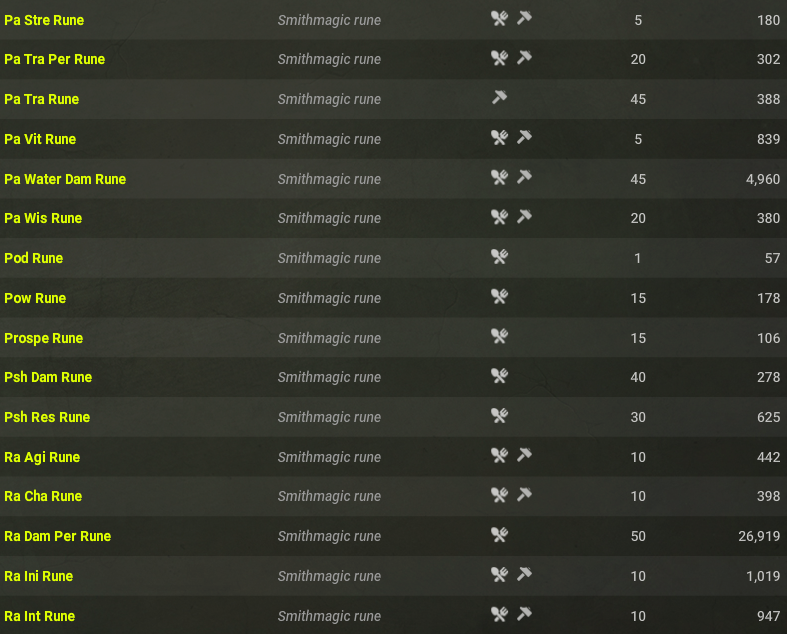 Pa Stre Rune Smithmagic rune 5 180
Pa Tra Per Rune Smithmagic rune 20 302
Pa Tra Rune Smithmagic rune 45 388
Pa Vit Rune Smithmagic rune 5 839
Pa Water Dam Rune Smithmagic rune 45 4,960
Pa Wis Rune Smithmagic rune 20 380
Pod Rune Smithmagic rune 1 57
Pow Rune Smithmagic rune 15 178
Prospe Rune Smithmagic rune 15 106
Psh Dam Rune Smithmagic rune 40 278
Psh Res Rune Smithmagic rune 30 625
Ra Agi Rune Smithmagic rune 10 442
Ra Cha Rune Smithmagic rune 10 398
Ra Dam Per Rune Smithmagic rune 50 26,919
Ra Ini Rune Smithmagic rune 10 1,019
Ra Int Rune Smithmagic rune 10 947